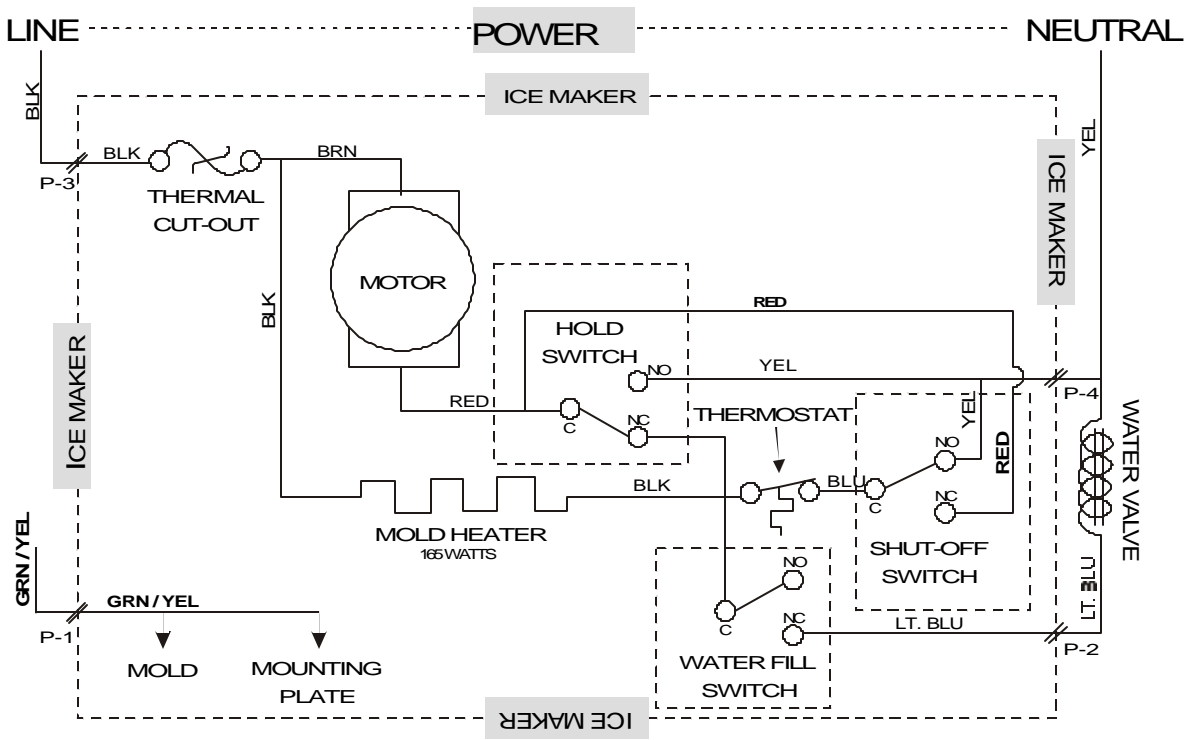 LINE POWER NEUTRAL
ICE MAKER
BLK
YEL
BLK
BRN
P-3
THERMAL
CUT-OUT
ICE MAKER
MOTOR
BLK
RED
HOLD
SWITCH
NO
YEL
P-4
ICE MAKER
RED
C
NC
THERMOSTAT
YEL
RED
NO
WATER VALVE
BLK
BLU
C
NC
MOLD HEATER
165 WATTS
SHUT-OFF
SWITCH
GRN/YEL
GRN/YEL
P-1
MOLD
MOUNTING
PLATE
NO
C
NC
LT. BLU
LT. BLU
P-2
WATER FILL
SWITCH
ICE MAKER